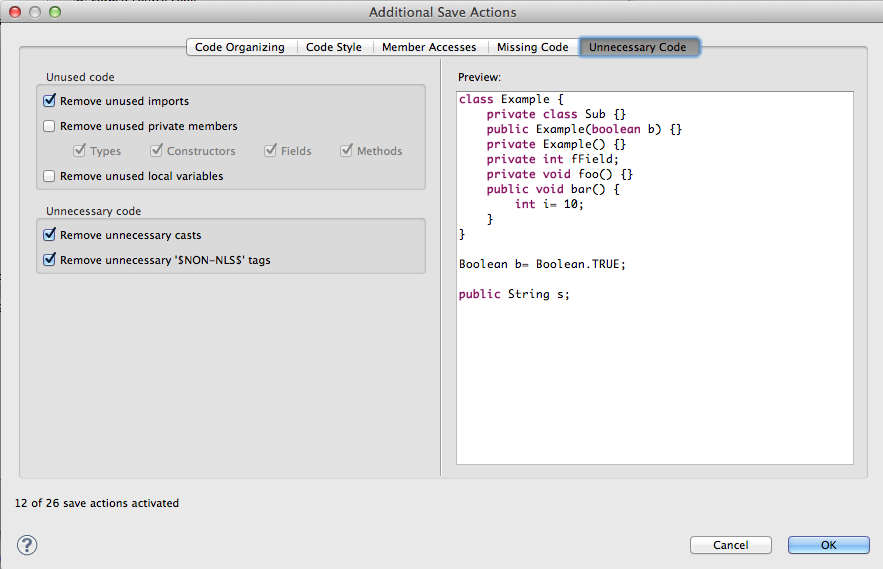 Additional Save Actions
Code Organizing Code Style Member Accesses Missing Code Unnecessary Code
Unused code
Remove unused imports
Remove unused private members
Types Constructors Fields Methods
Remove unused local variables
Unnecessary code
Remove unnecessary casts
Remove unnecessary '$NON-NLS$' tags
Preview:
class Example {
    private class Sub {}
    public Example(boolean b) {}
    private Example() {}
    private int fField;
    private void foo() {}
    public void bar() {
        int i= 10;
    }
}
Boolean b= Boolean.TRUE;
public String s;
12 of 26 save actions activated
?
Cancel OK